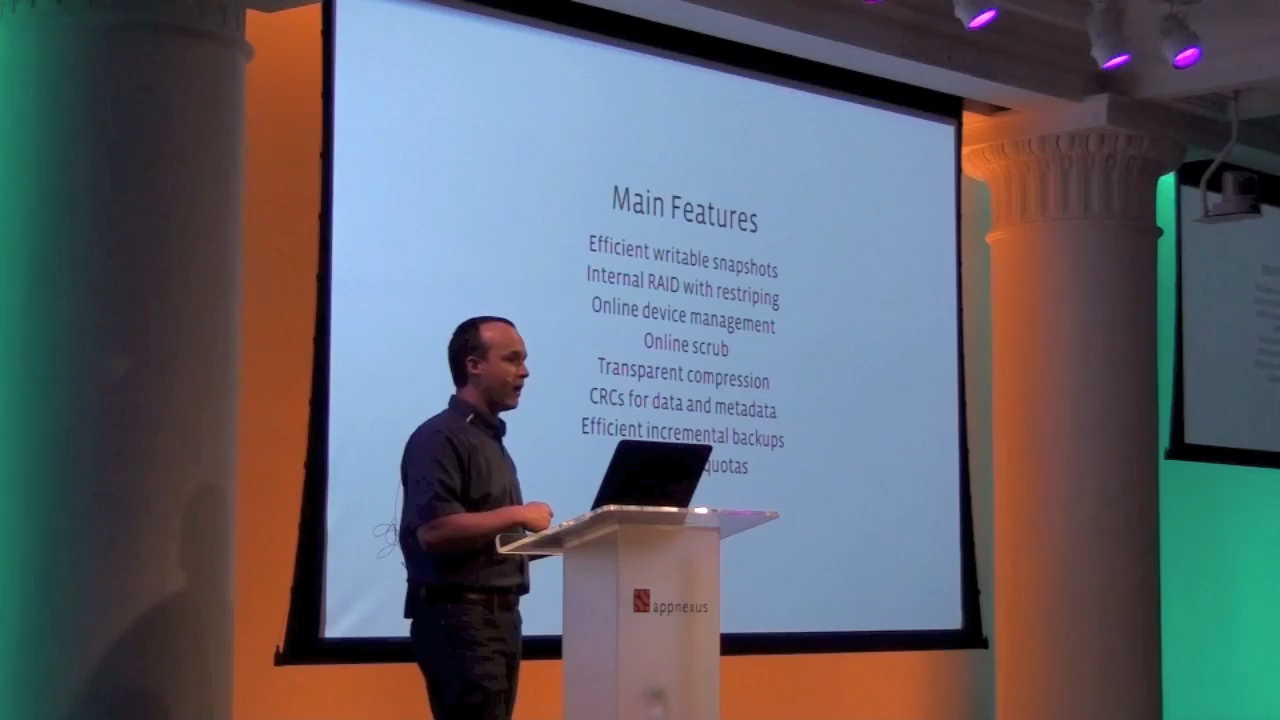 Main Features
Efficient writable snapshots
Internal RAID with restriping
Online device management
Online scrub
Transparent compression
CRCs for data and metadata
Efficient incremental backups
quotas
appnexus